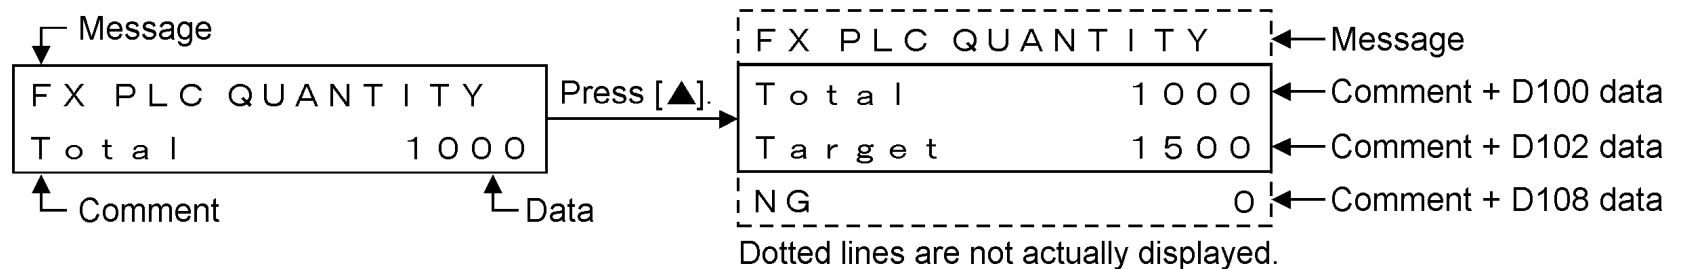 Message
FX PLC QUANTITY
Total 1000
Comment
Data
Press [▲].
FX PLC QUANTITY
Message
Total 1000
Comment + D100 data
Target 1500
Comment + D102 data
NG 0
Comment + D108 data
Dotted lines are not actually displayed.